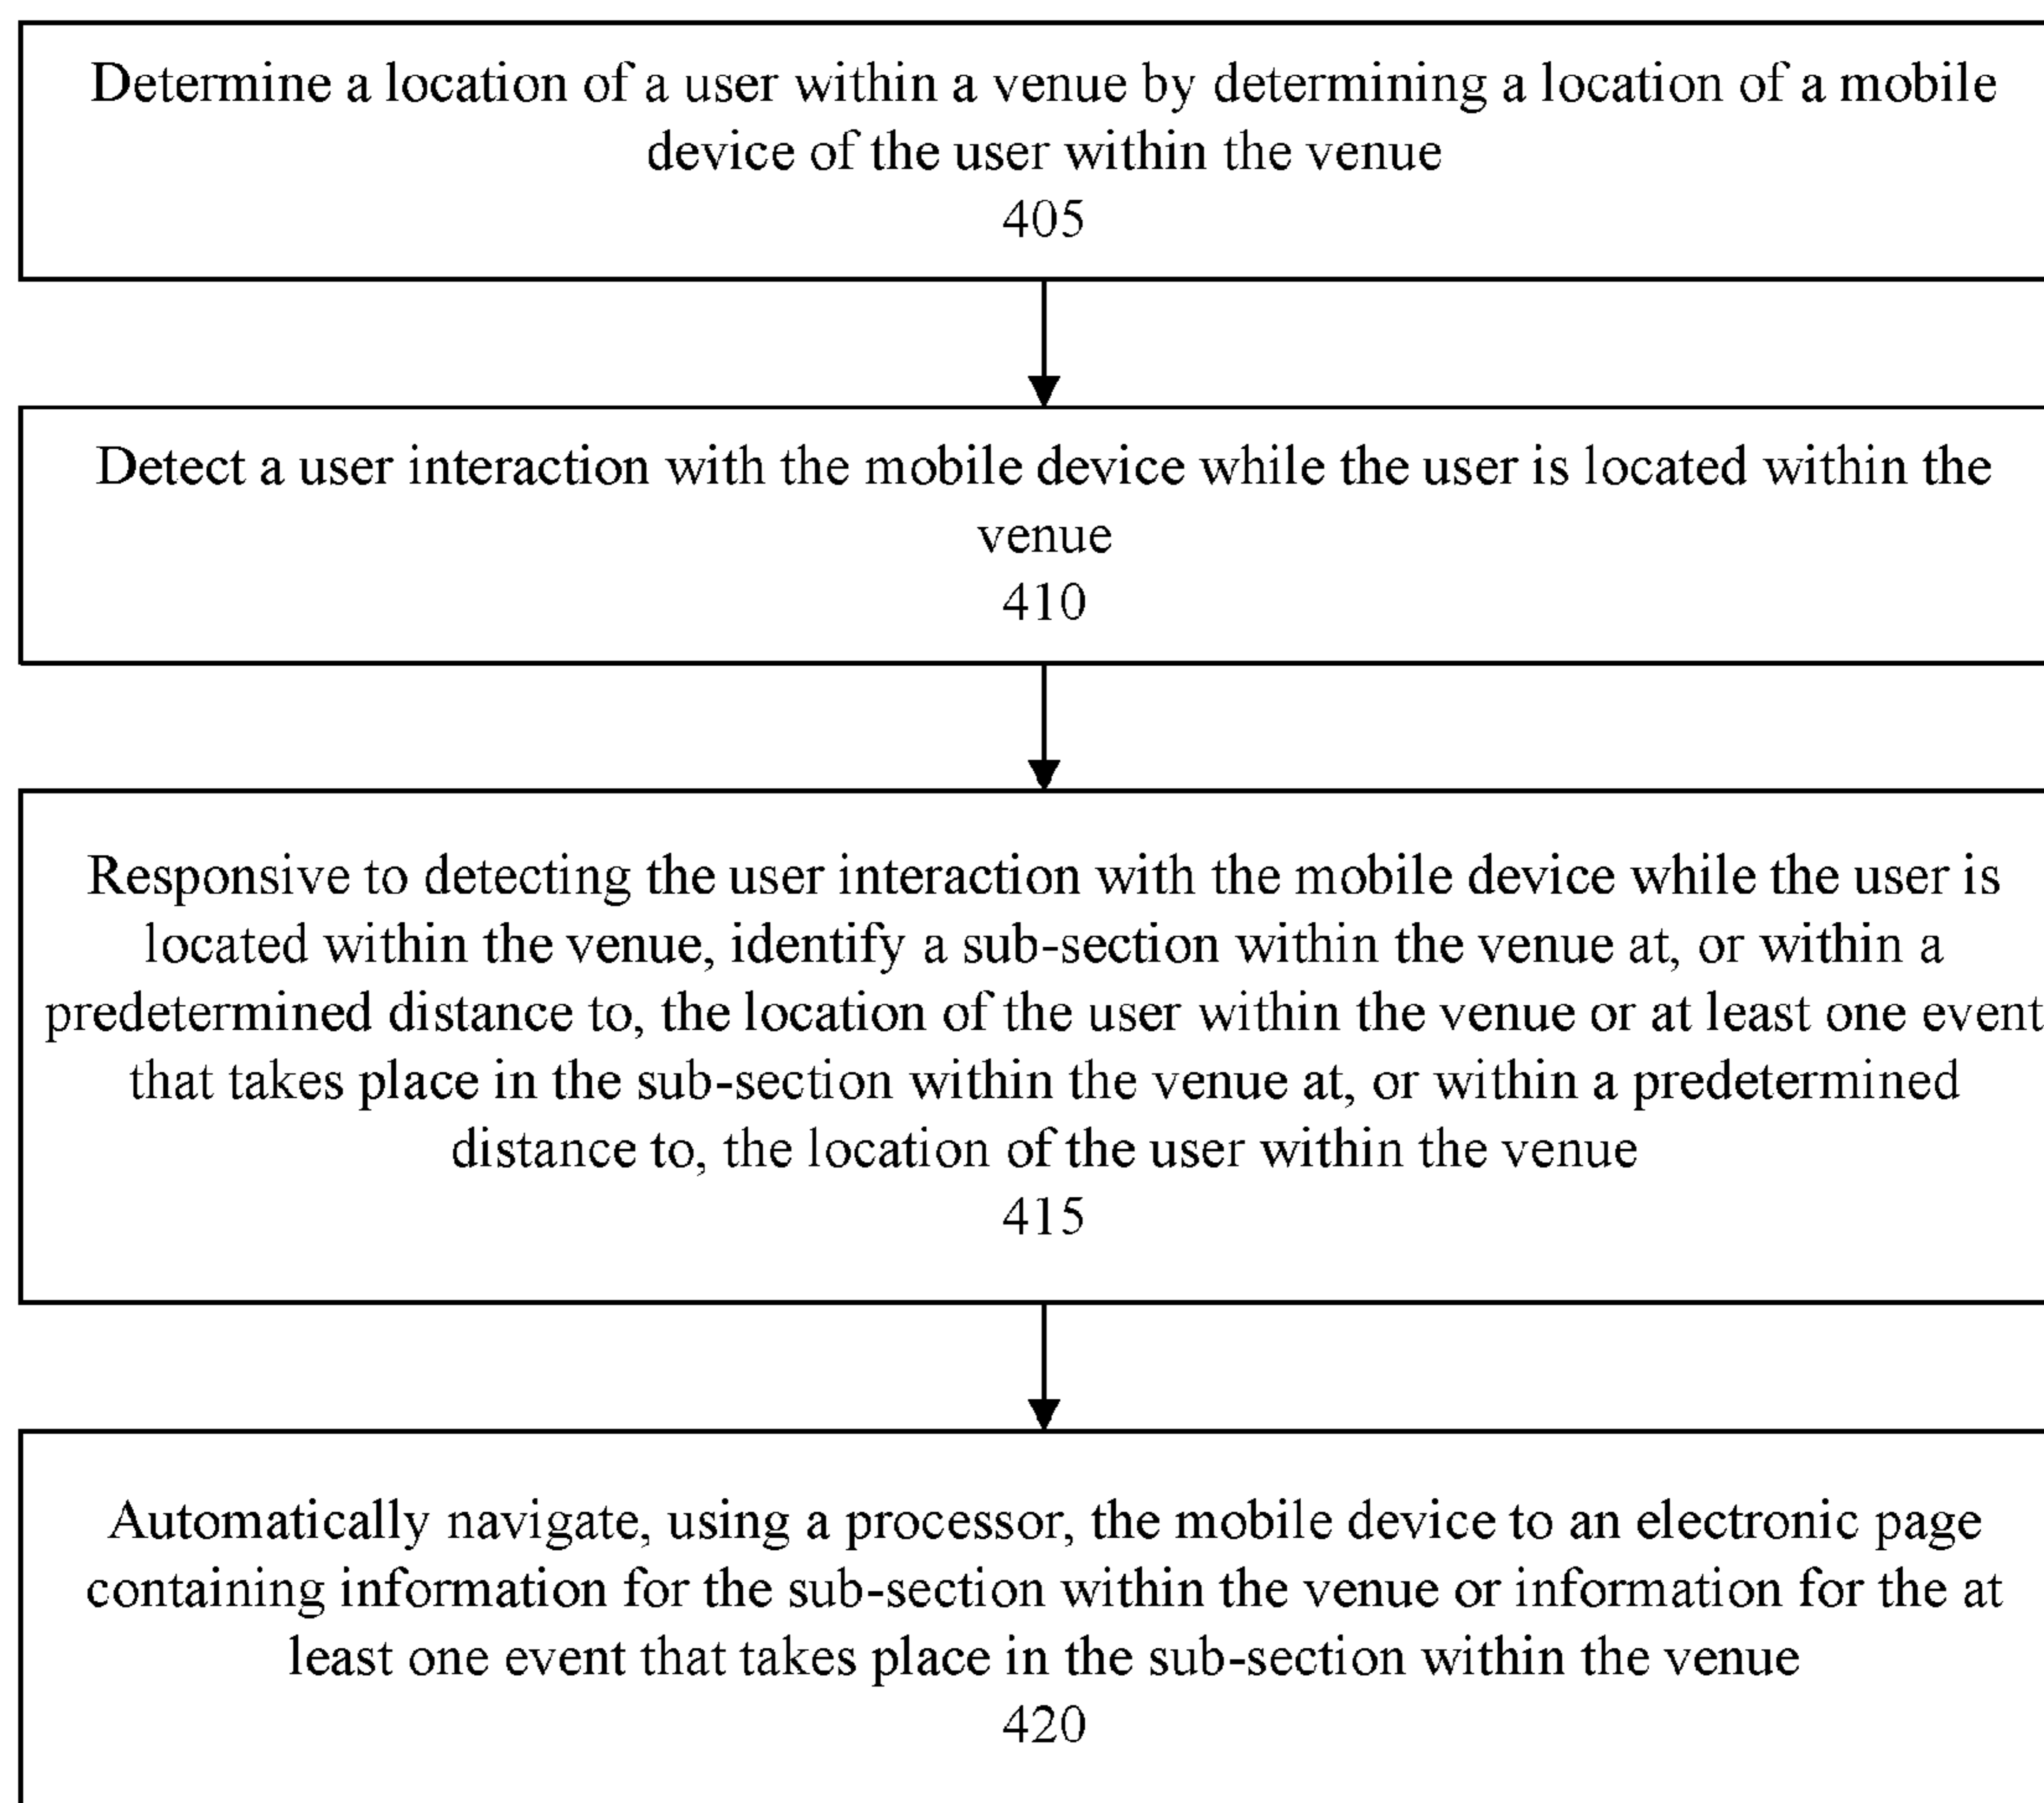 Determine a location of a user within a venue by determining a location of a mobile
device of the user within the venue
405
Detect a user interaction with the mobile device while the user is located within the
venue
410
Responsive to detecting the user interaction with the mobile device while the user is
located within the venue, identify a sub-section within the venue at, or within a
predetermined distance to, the location of the user within the venue or at least one event
that takes place in the sub-section within the venue at, or within a predetermined
distance to, the location of the user within the venue
415
Automatically navigate, using a processor, the mobile device to an electronic page
containing information for the sub-section within the venue or information for the at
least one event that takes place in the sub-section within the venue
420